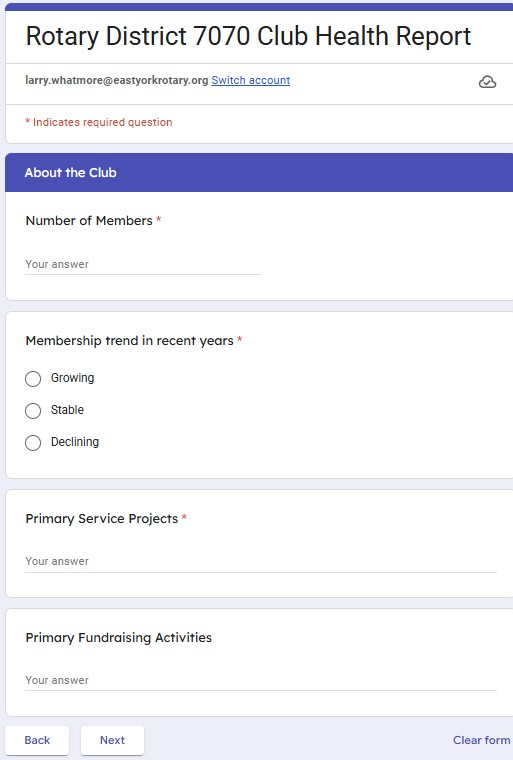 Rotary District 7070 Club Health Report
larry.whatmore@eastyorkrotary.org Switch account
* Indicates required question
About the Club
Number of Members *
Your answer
Membership trend in recent years *
Growing
Stable
Declining
Primary Service Projects *
Your answer
Primary Fundraising Activities
Your answer
Back Next Clear form